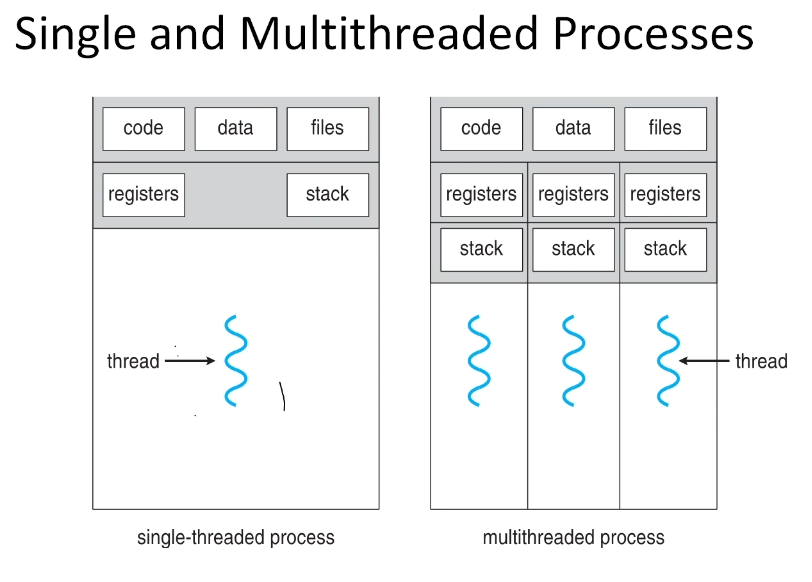 Single and Multithreaded Processes
code data files
registers stack
thread
single-threaded process
code data files
registers registers registers
stack stack stack
thread
multithreaded process